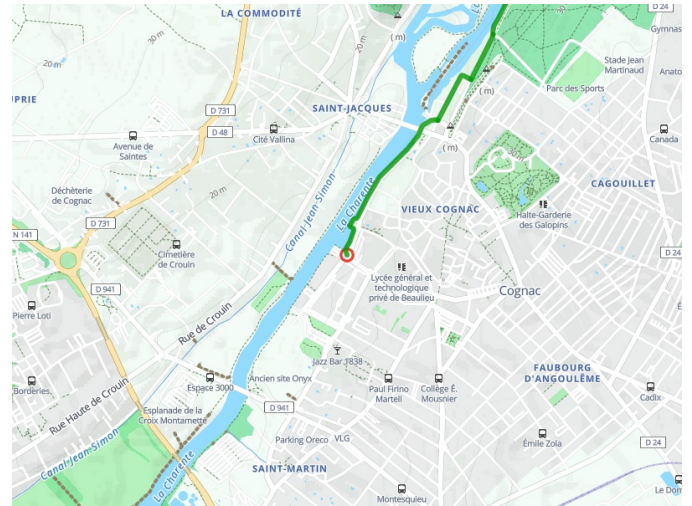 LA COMMODITÉ
D 24
Gymnas
30 m
20 m
( m)
Stade Jean
Martinaud
Anato
UPRIE
( m)
Parc des Sports
D 731
SAINT-JACQUES
D 48
Cité Vallina
Avenue de
Saintes
( m)
Canada
30 m
20 m
CAGOUILLET
Déchèterie
de Cognac
La Charente
VIEUX COGNAC
Halte-Garderie
des Galopins
D 731
N 141
Canal Jean-Simon
Cimetière
de Crouin
D 24
Lycée général et
technologique
privé de Beaulieu
D 941
Cognac
Pierre Loti
Rue de Crouin
Jazz Bar 1838
FAUBOURG
D'ANGOULÊME
Borderies
Espace 3000
Ancien site Onyx
Paul Firino
Martell
Collège É.
Mounier
Cadix
Rue Haute de Crouin
Esplanade de la
Croix Montamette
D 941
Émile Zola
Parking Oreco
VLG
D 24
Canal Jean-Simon
La Charente
SAINT-MARTIN
Montesquieu
Le Dom